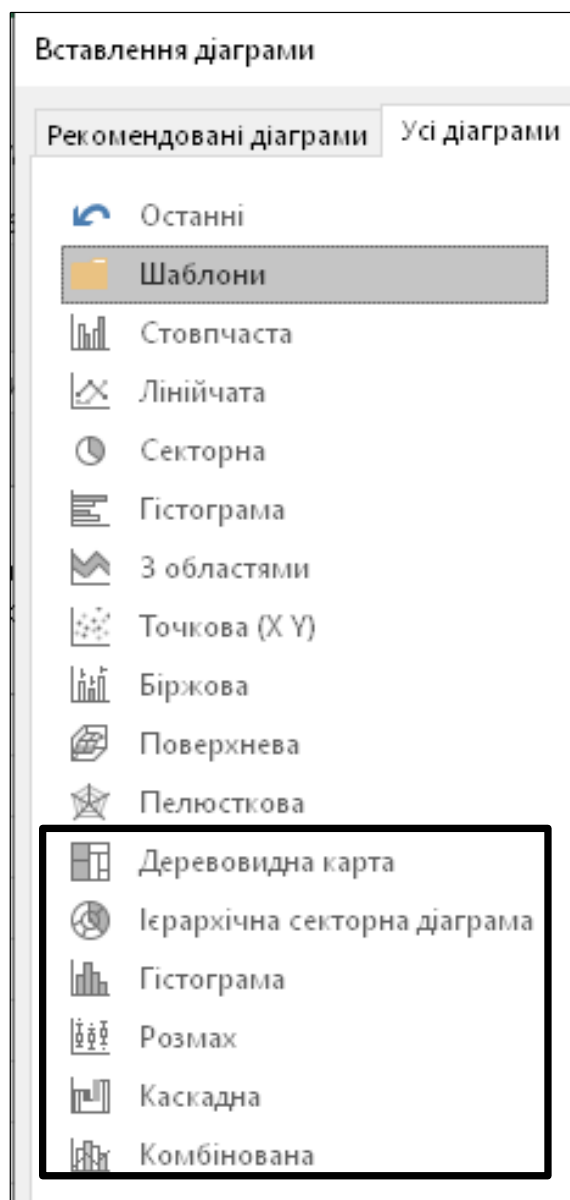 Вставлення діаграми
Рекомендовані діаграми Усі діаграми
Останні
Шаблони
Стовпчаста
Лінійчата
Секторна
Гістограма
З областями
Точкова (X Y)
Біржова
Поверхнева
Пелюсткова
Деревовидна карта
Ієрархічна секторна діаграма
Гістограма
Розмах
Каскадна
Комбінована